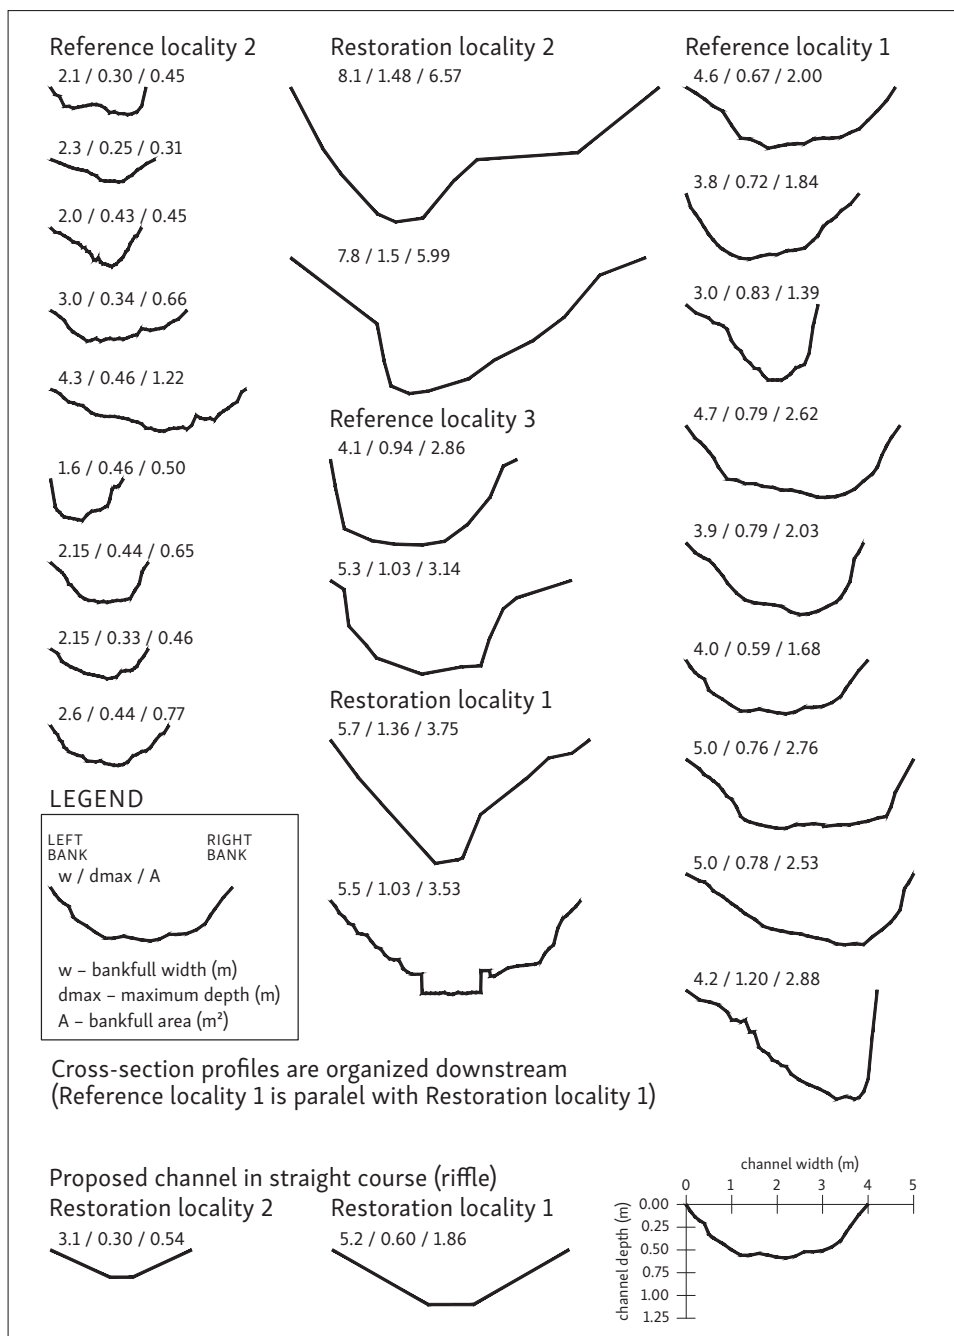 Reference locality 2
2.1 / 0.30 / 0.45
2.3 / 0.25 / 0.31
2.0 / 0.43 / 0.45
3.0 / 0.34 / 0.66
4.3 / 0.46 / 1.22
1.6 / 0.46 / 0.50
2.15 / 0.44 / 0.65
2.15 / 0.33 / 0.46
2.6 / 0.44 / 0.77
LEGEND
LEFT
BANK
RIGHT
BANK
w / dmax / A
w – bankfull width (m)
dmax – maximum depth (m)
A – bankfull area (m²)
Restoration locality 2
8.1 / 1.48 / 6.57
7.8 / 1.5 / 5.99
Reference locality 3
4.1 / 0.94 / 2.86
5.3 / 1.03 / 3.14
Restoration locality 1
5.7 / 1.36 / 3.75
5.5 / 1.03 / 3.53
Reference locality 1
4.6 / 0.67 / 2.00
3.8 / 0.72 / 1.84
3.0 / 0.83 / 1.39
4.7 / 0.79 / 2.62
3.9 / 0.79 / 2.03
4.0 / 0.59 / 1.68
5.0 / 0.76 / 2.76
5.0 / 0.78 / 2.53
4.2 / 1.20 / 2.88
Cross-section profiles are organized downstream
(Reference locality 1 is paralel with Restoration locality 1)
Proposed channel in straight course (riffle)
Restoration locality 2
3.1 / 0.30 / 0.54
Restoration locality 1
5.2 / 0.60 / 1.86
channel width (m)
0 1 2 3 4 5
channel depth (m)
0.00
0.25
0.50
0.75
1.00
1.25